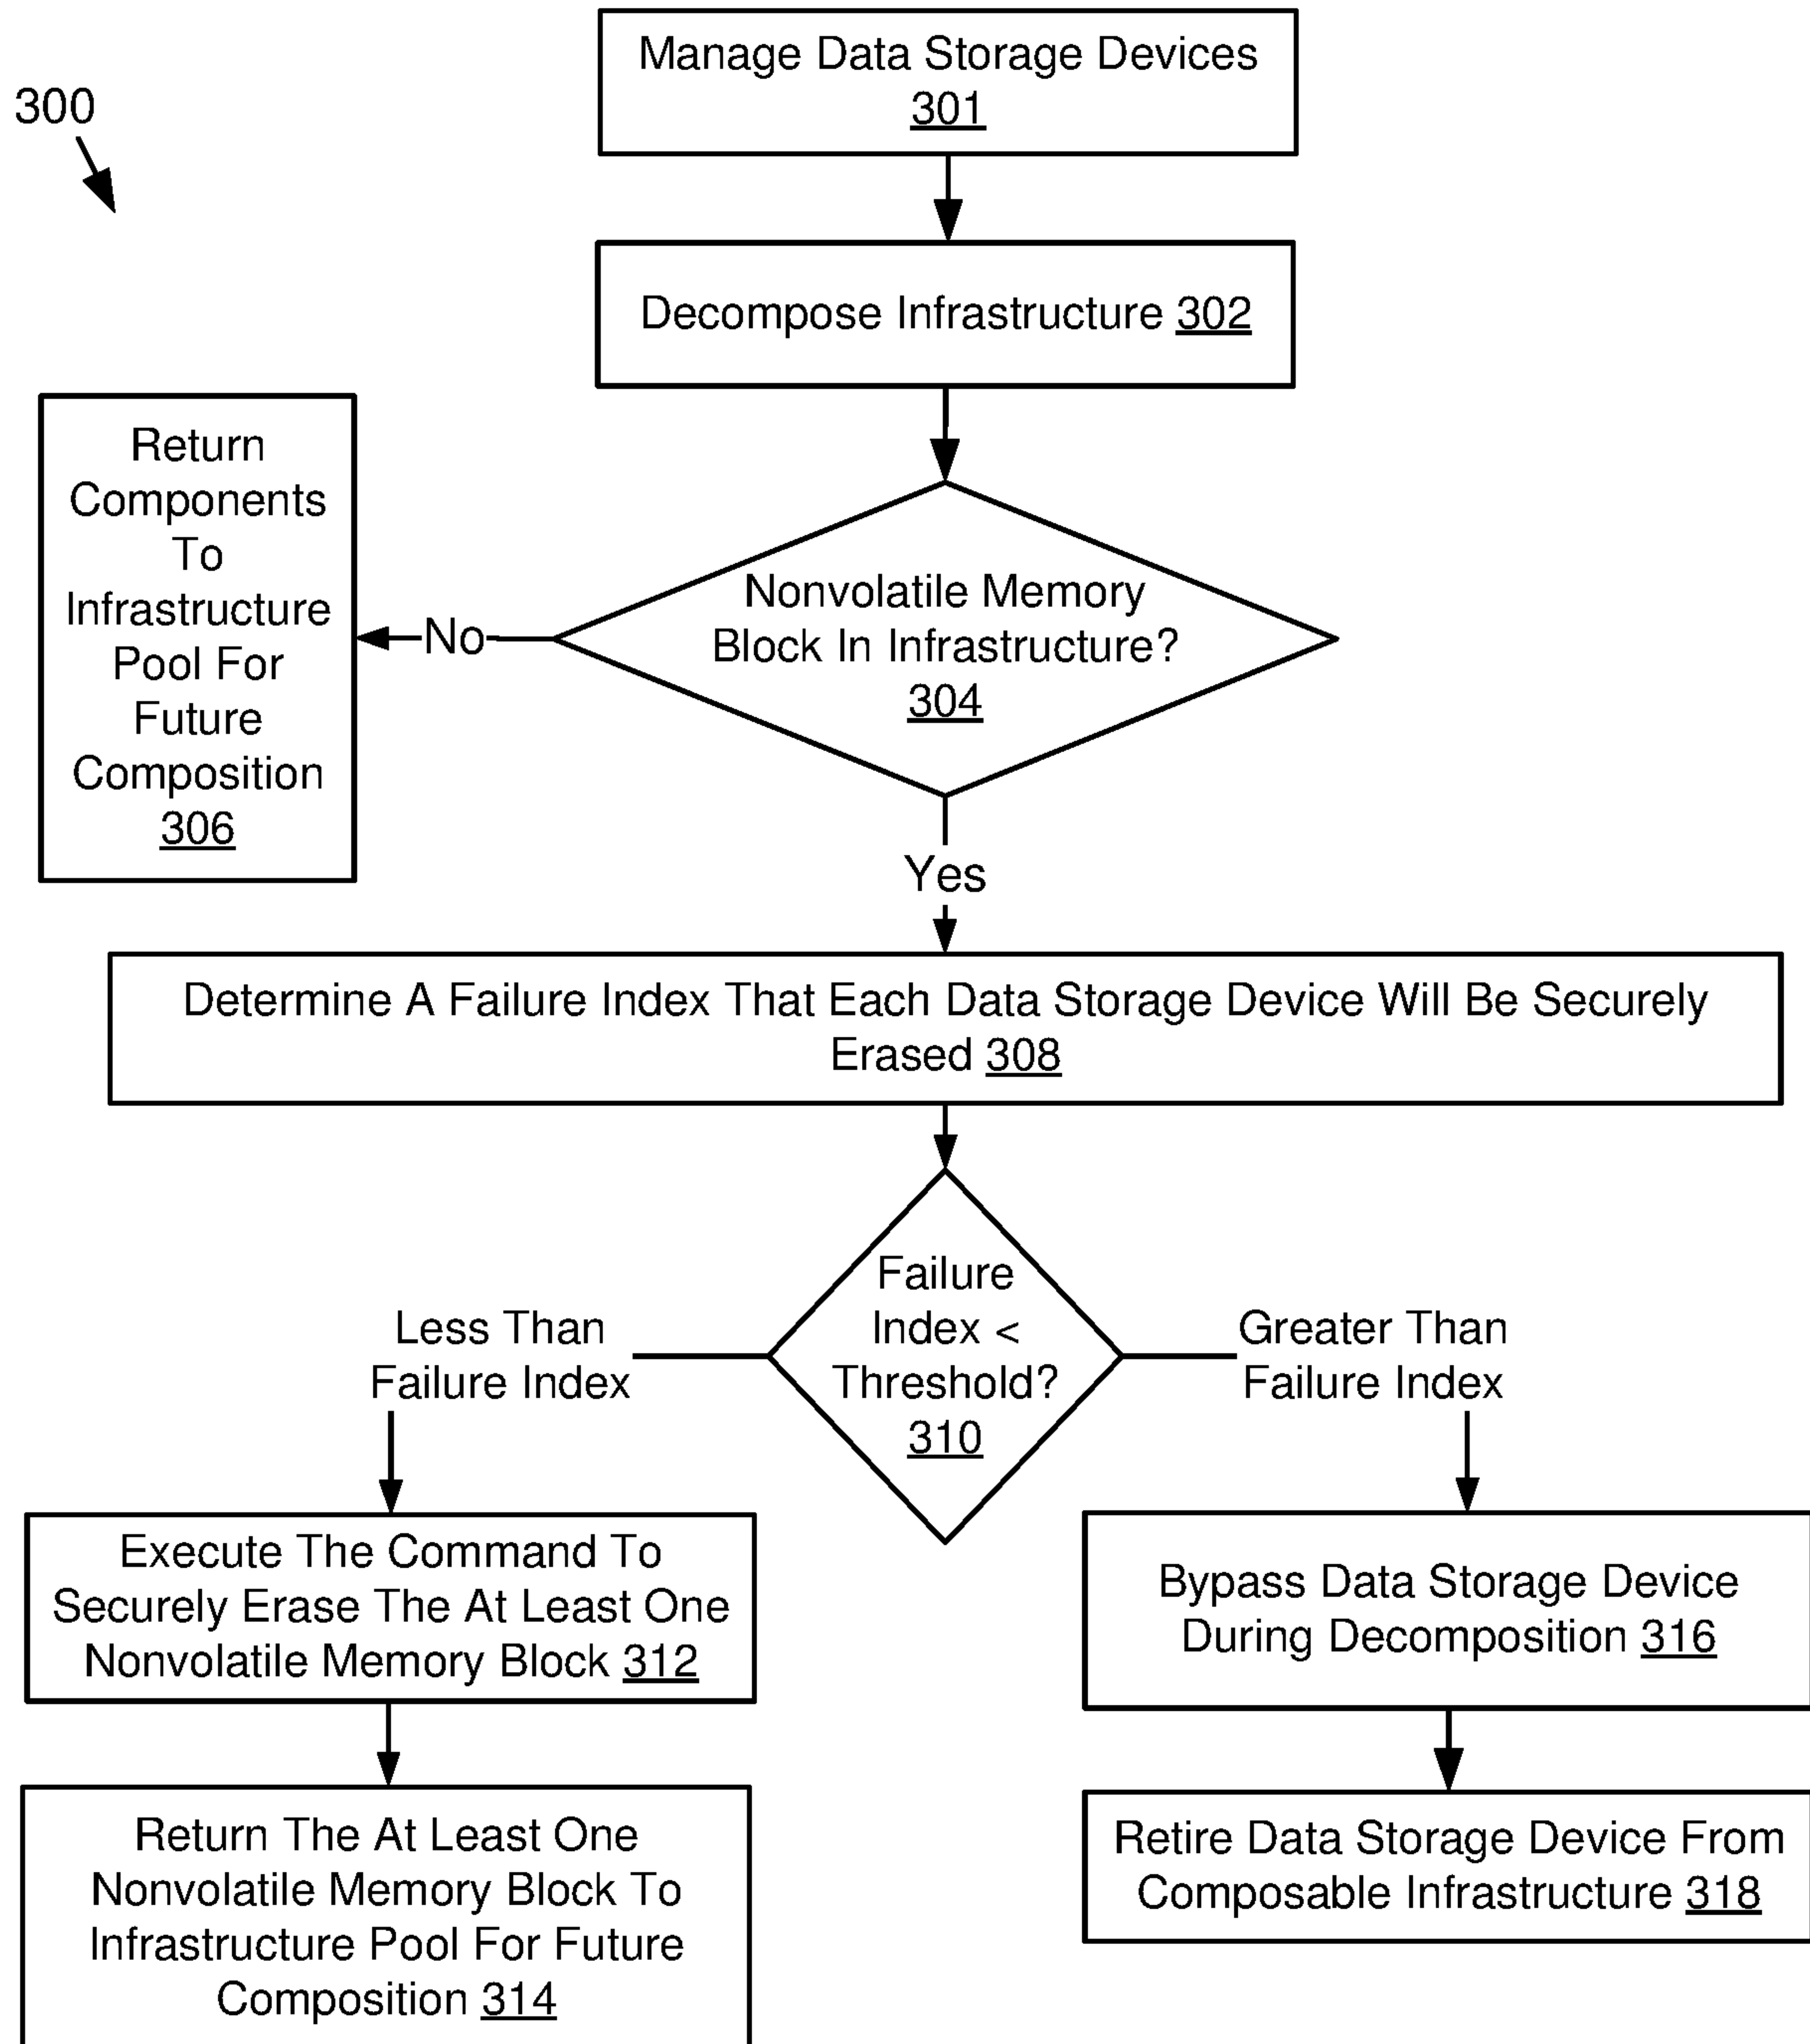 Manage Data Storage Devices
301
300
Decompose Infrastructure 302
Return
Components
To
Infrastructure
Pool For
Future
Composition
306
No
Nonvolatile Memory
Block In Infrastructure?
304
Yes
Determine A Failure Index That Each Data Storage Device Will Be Securely
Erased 308
Failure
Index <
Threshold?
310
Less Than
Failure Index
Greater Than
Failure Index
Execute The Command To
Securely Erase The At Least One
Nonvolatile Memory Block 312
Bypass Data Storage Device
During Decomposition 316
Return The At Least One
Nonvolatile Memory Block To
Infrastructure Pool For Future
Composition 314
Retire Data Storage Device From
Composable Infrastructure 318